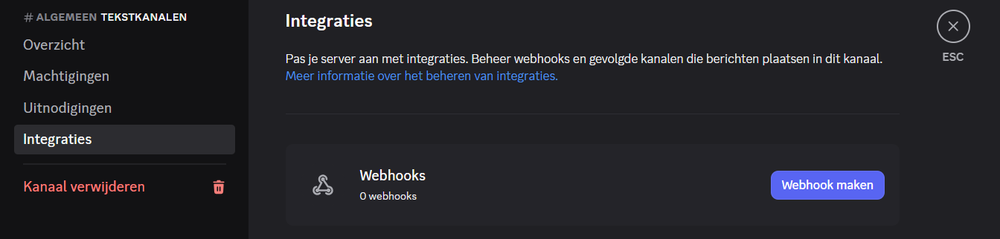 # ALGEMEEN TEKSTKANALEN
Overzicht
Machtigingen
Uitnodigingen
Integraties
Kanaal verwijderen
Integraties
Pas je server aan met integraties. Beheer webhooks en gevolgde kanalen die berichten plaatsen in dit kanaal.
Meer informatie over het beheren van integraties.
Webhooks
0 webhooks
Webhook maken
ESC